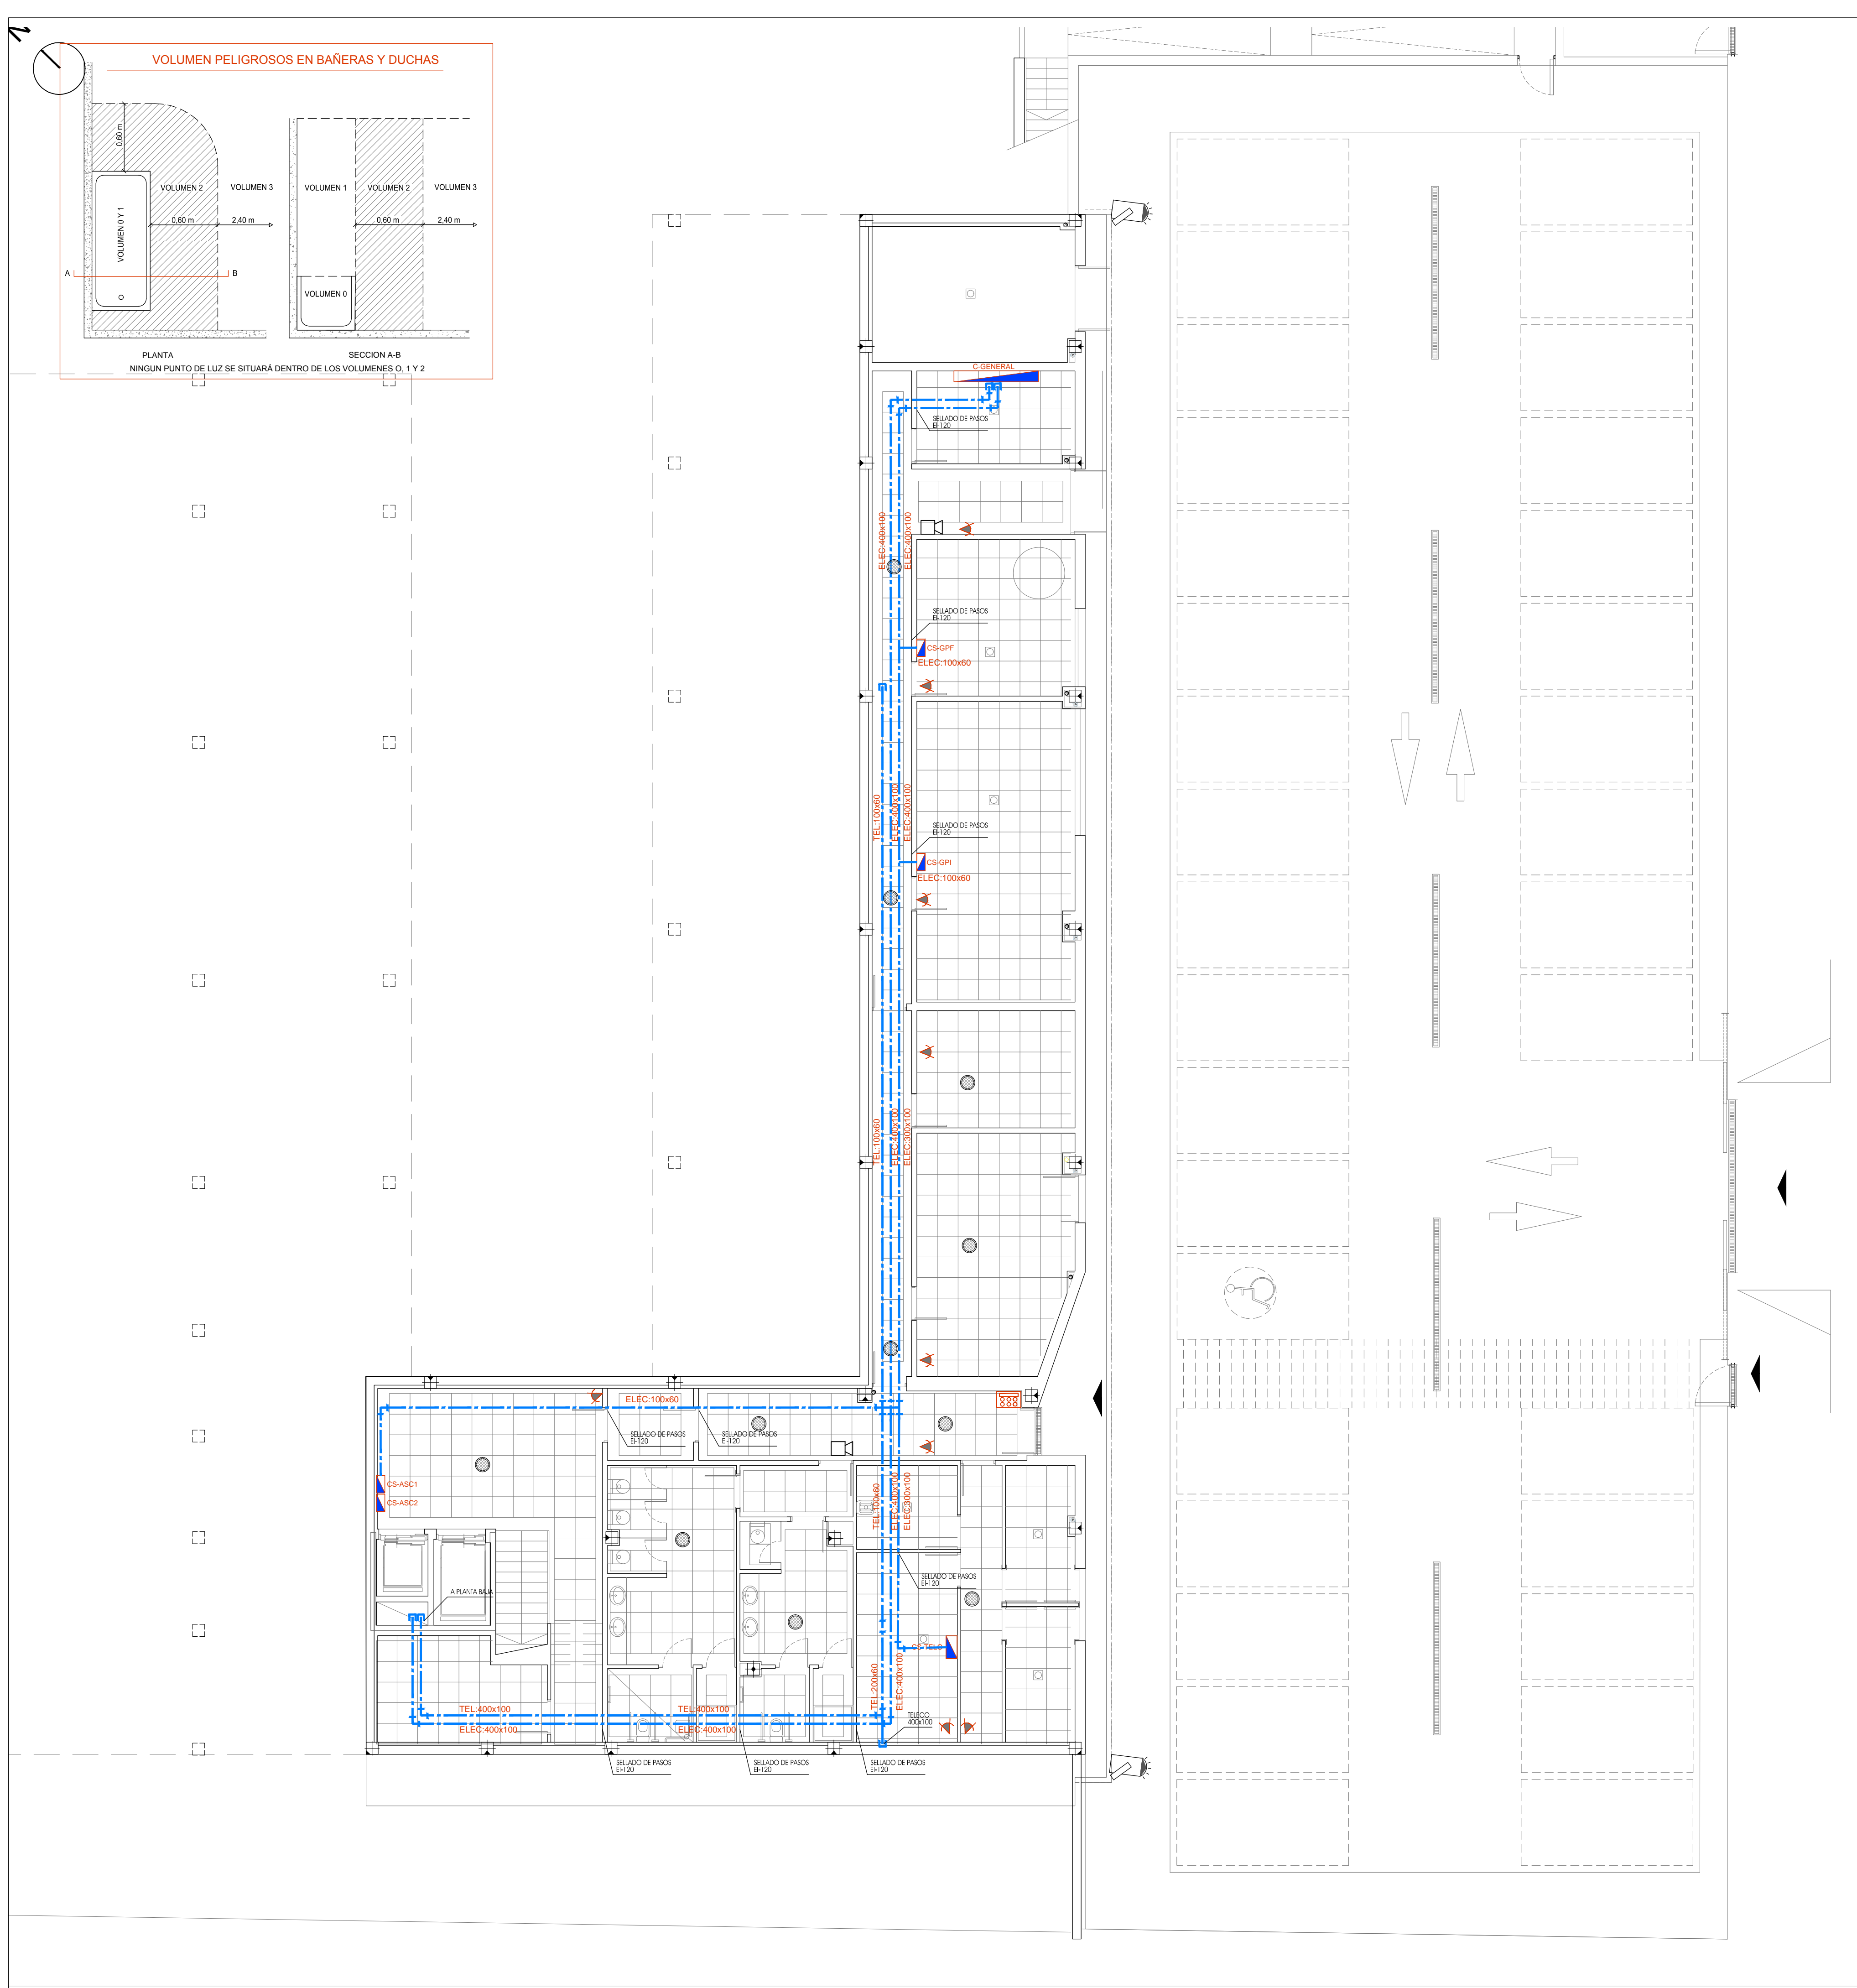 N
VOLUMEN PELIGROSOS EN BAÑERAS Y DUCHAS
0,60 m
VOLUMEN 2
VOLUMEN 3
0,60 m
2,40 m
VOLUMEN 0 Y 1
A
B
VOLUMEN 1
VOLUMEN 2
VOLUMEN 3
0,60 m
2,40 m
VOLUMEN 0
PLANTA
SECCION A-B
NINGUN PUNTO DE LUZ SE SITUARÁ DENTRO DE LOS VOLUMENES O, 1 Y 2
C-GENERAL
SELLADO DE PASOS
EI-120
ELEC:400x100
ELEC:400x100
SELLADO DE PASOS
EI-120
CS-GPF
ELEC:100x60
TEL:100x60
ELEC:400x100
ELEC:400x100
SELLADO DE PASOS
EI-120
CS-GPI
ELEC:100x60
TEL:100x60
ELEC:400x100
ELEC:300x100
ELEC:100x60
SELLADO DE PASOS
EI-120
SELLADO DE PASOS
EI-120
CS-ASC1
CS-ASC2
TEL:100x60
ELEC:400x100
ELEC:300x100
SELLADO DE PASOS
EI-120
A PLANTA BAJA
CS-TELC
TEL:200x60
ELEC:400x100
TEL:400x100
ELEC:400x100
TEL:400x100
ELEC:400x100
TELECO
400x100
SELLADO DE PASOS
EI-120
SELLADO DE PASOS
EI-120
SELLADO DE PASOS
EI-120